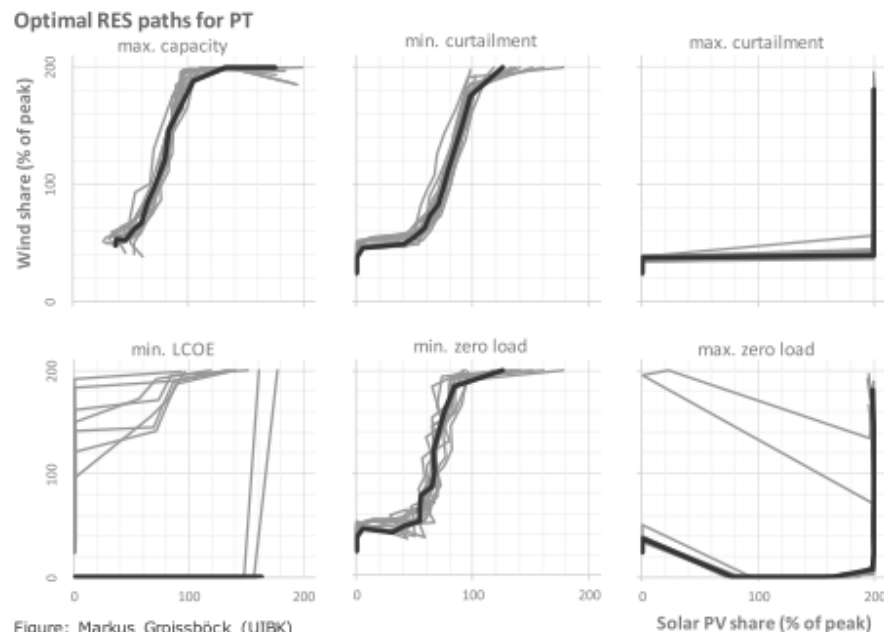 Optimal RES paths for PT
max. capacity
min. curtailment
max. curtailment
Wind share (% of peak)
200
100
0
min. LCOE
min. zero load
max. zero load
200
100
0
0 100 200
0 100 200
0 100 200
Solar PV share (% of peak)
Figure: Markus Groissböck (UIBK)